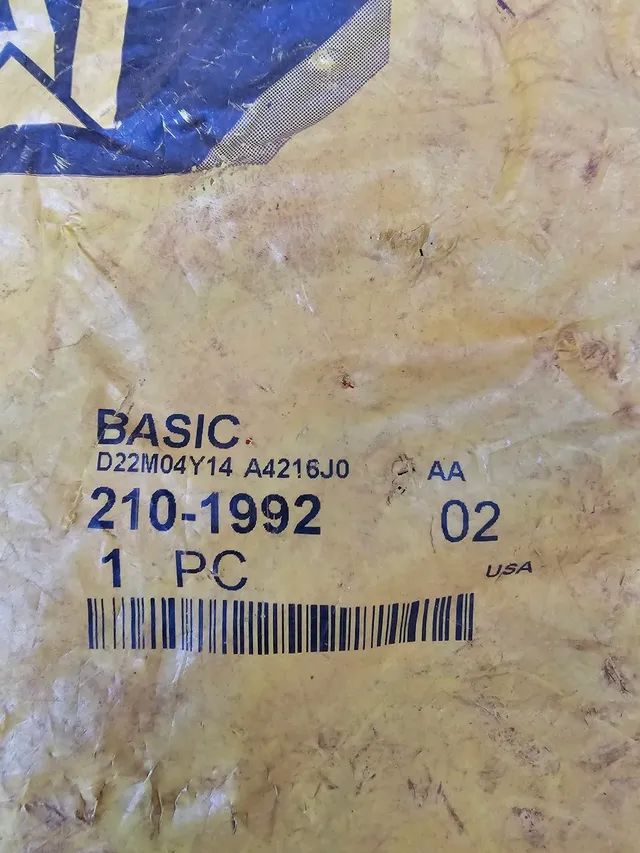 BASIC
D22M04Y14 A4216J0 AA
210-1992 02
1 PC USA